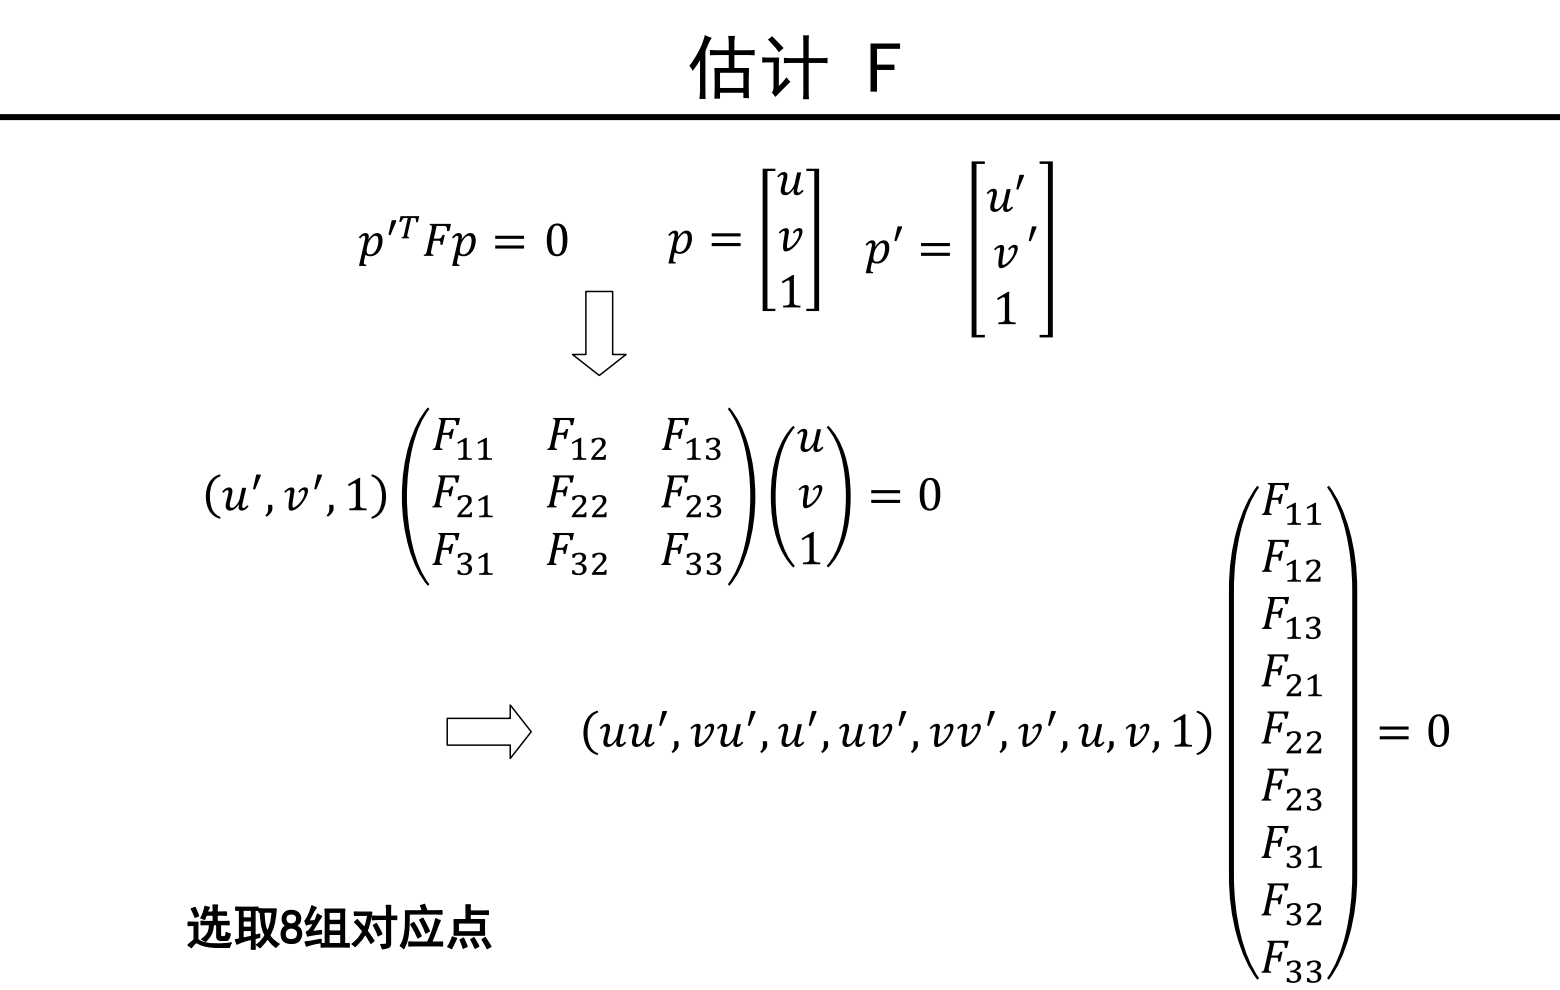 估计 F
p′ᵀFp = 0 p = [u v 1] p′ = [u′ v′ 1]
(u′, v′, 1) (F₁₁ F₁₂ F₁₃
F₂₁ F₂₂ F₂₃
F₃₁ F₃₂ F₃₃) (u v 1) = 0
(uu′, vu′, u′, uv′, vv′, v′, u, v, 1) (F₁₁
F₁₂
F₁₃
F₂₁
F₂₂
F₂₃
F₃₁
F₃₂
F₃₃) = 0
选取8组对应点